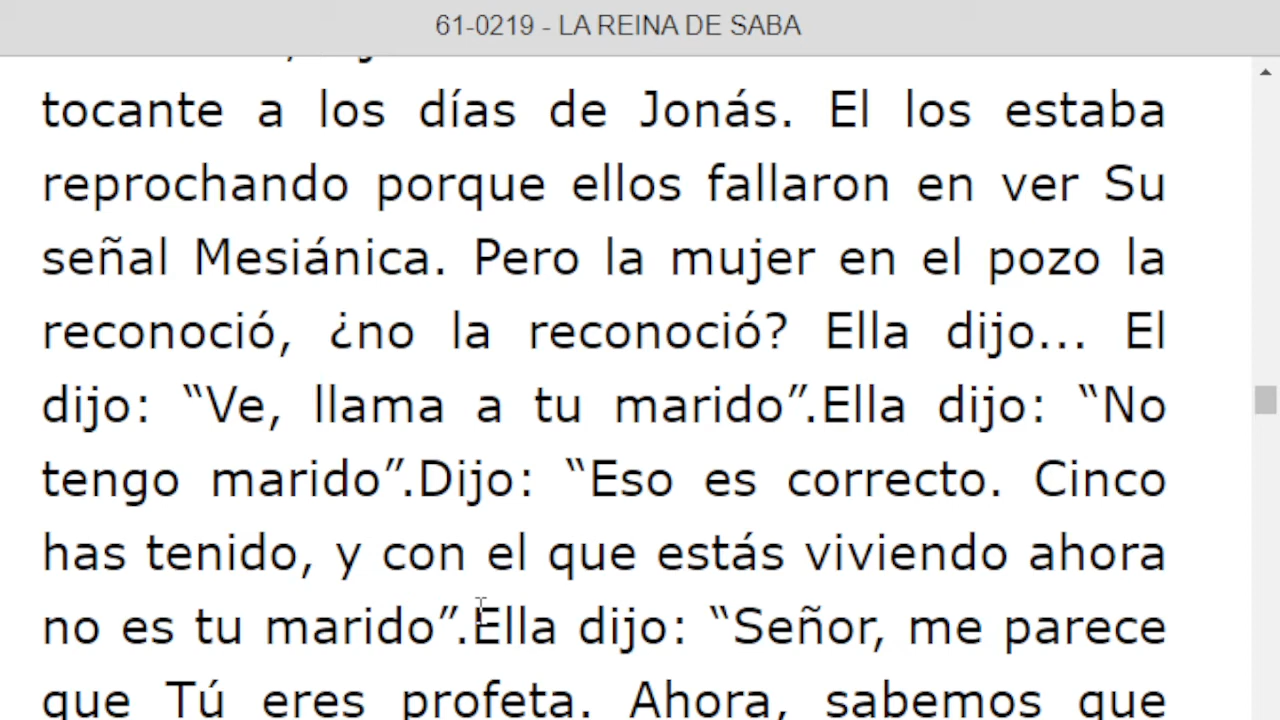 61-0219 - LA REINA DE SABA
tocante a los días de Jonás. El los estaba
reprochando porque ellos fallaron en ver Su
señal Mesiánica. Pero la mujer en el pozo la
reconoció, ¿no la reconoció? Ella dijo... El
dijo: “Ve, llama a tu marido”.Ella dijo: “No
tengo marido”.Dijo: “Eso es correcto. Cinco
has tenido, y con el que estás viviendo ahora
no es tu marido”.Ella dijo: “Señor, me parece
que Tú eres profeta. Ahora, sabemos que